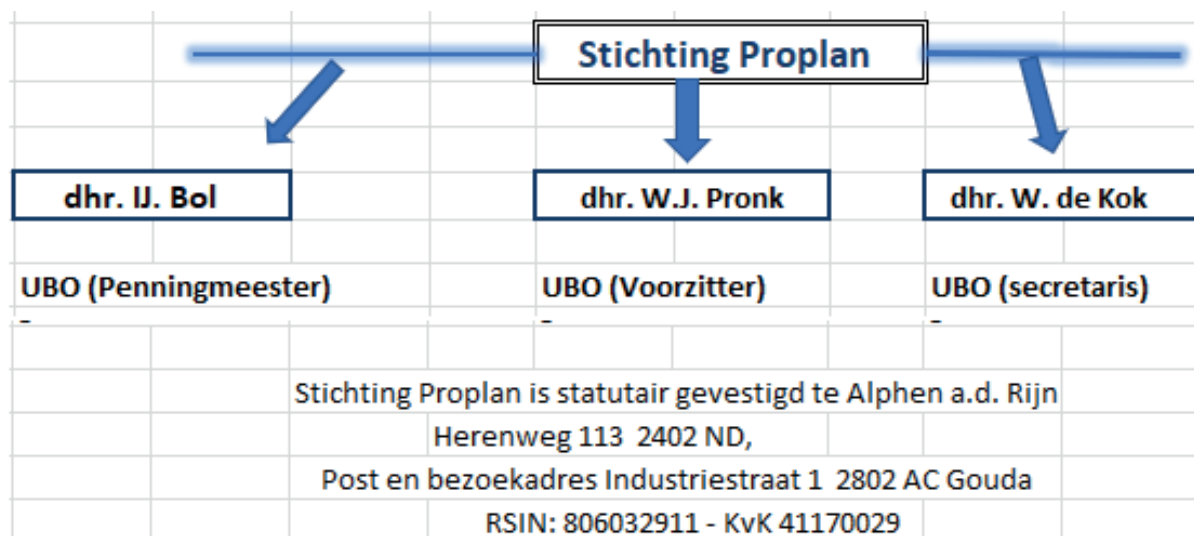 Stichting Proplan
dhr. IJ. Bol
dhr. W.J. Pronk
dhr. W. de Kok
UBO (Penningmeester)
UBO (Voorzitter)
UBO (secretaris)
Stichting Proplan is statutair gevestigd te Alphen a.d. Rijn
Herenweg 113 2402 ND,
Post en bezoekadres Industriestraat 1 2802 AC Gouda
RSIN: 806032911 - KvK 41170029